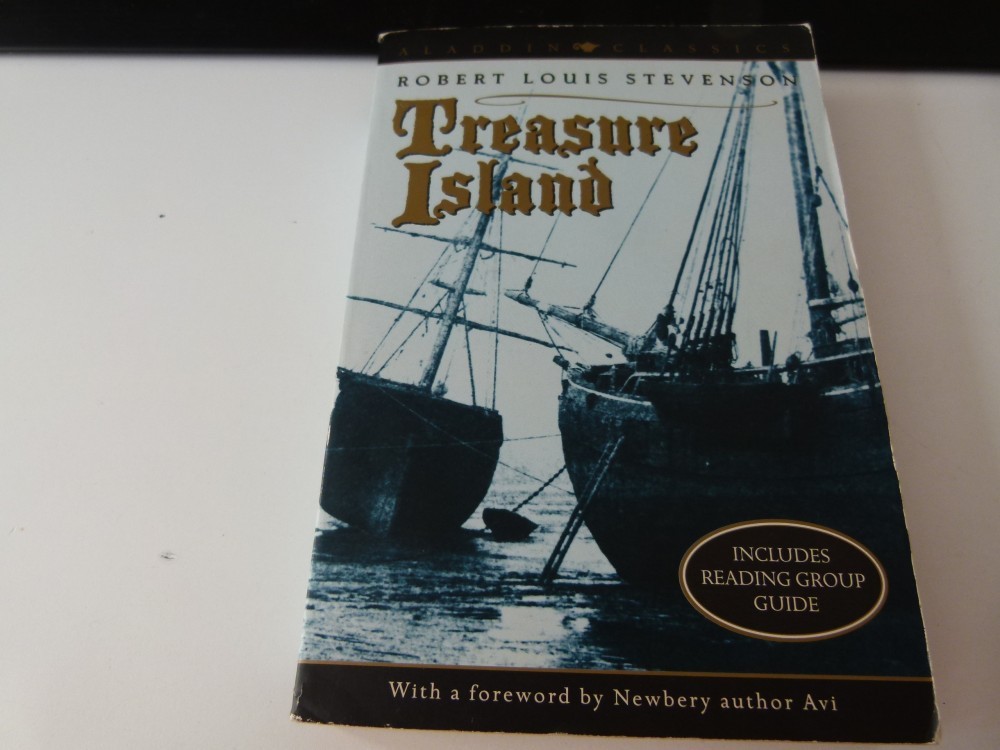 ALADDIN CLASSICS
ROBERT LOUIS STEVENSON
Treasure
Island
INCLUDES
READING GROUP
GUIDE
With a foreword by Newbery author Avi